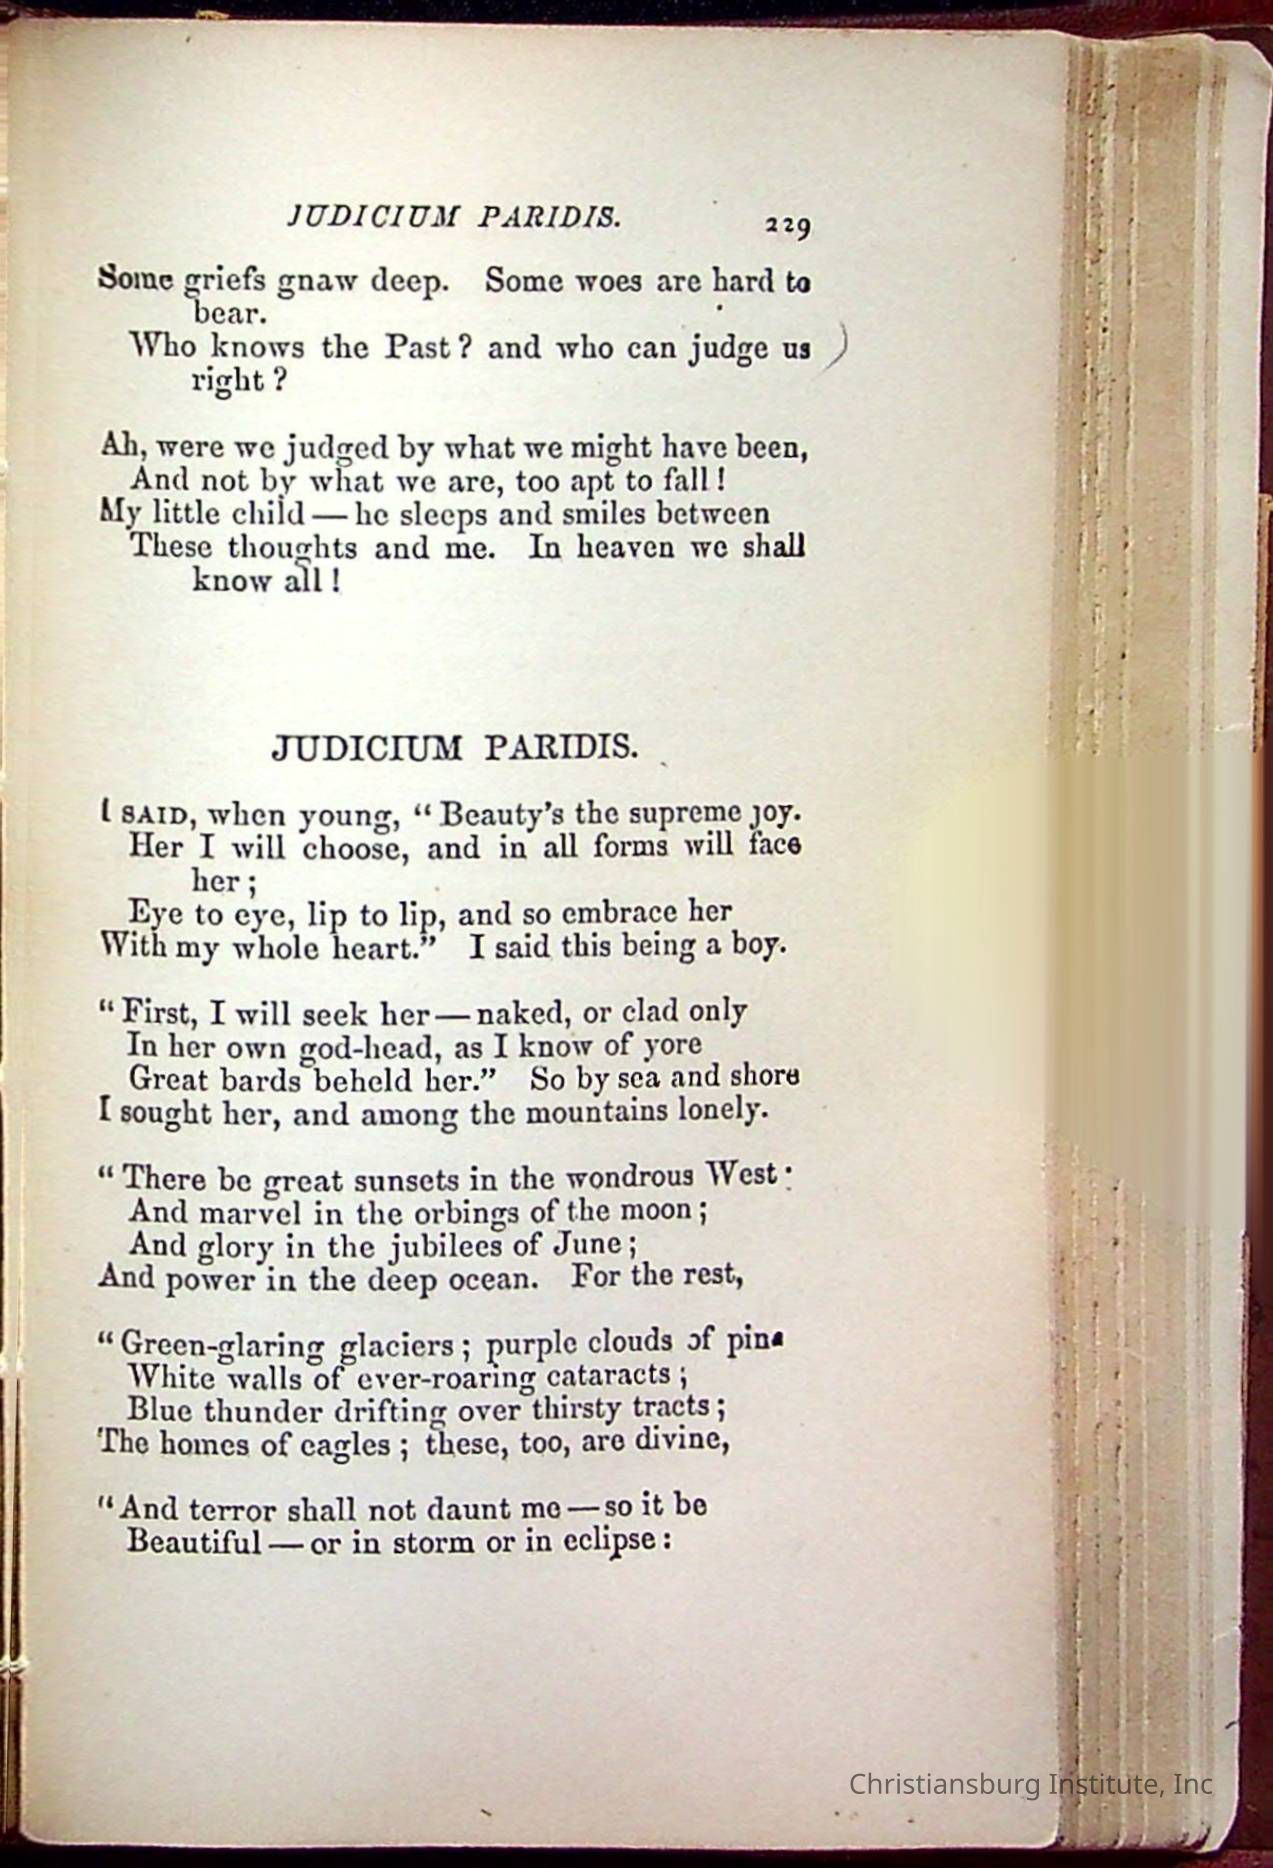 JUDICIUM PARIDIS. 229
Some griefs gnaw deep. Some woes are hard to
bear.
Who knows the Past? and who can judge us
right?
Ah, were we judged by what we might have been,
And not by what we are, too apt to fall!
My little child — he sleeps and smiles between
These thoughts and me. In heaven we shall
know all!
JUDICIUM PARIDIS.
I SAID, when young, “Beauty's the supreme joy.
Her I will choose, and in all forms will face
her;
Eye to eye, lip to lip, and so embrace her
With my whole heart.” I said this being a boy.
“First, I will seek her — naked, or clad only
In her own god-head, as I know of yore
Great bards beheld her.” So by sea and shore
I sought her, and among the mountains lonely.
“There be great sunsets in the wondrous West:
And marvel in the orbings of the moon;
And glory in the jubilees of June;
And power in the deep ocean. For the rest,
“Green-glaring glaciers; purple clouds of pine
White walls of ever-roaring cataracts;
Blue thunder drifting over thirsty tracts;
The homes of eagles; these, too, are divine,
“And terror shall not daunt me — so it be
Beautiful — or in storm or in eclipse:
Christiansburg Institute, Inc